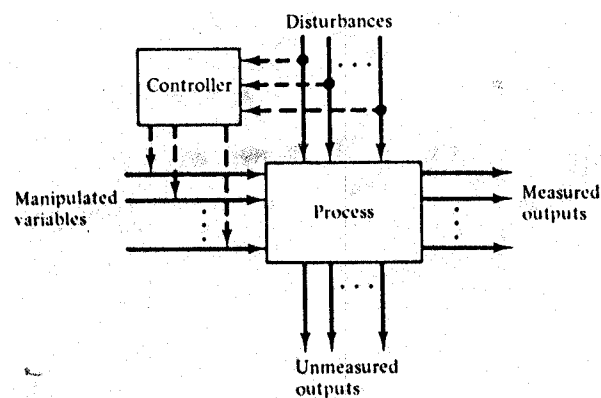 Disturbances
Controller
Manipulated
variables
Process
Measured
outputs
Unmeasured
outputs